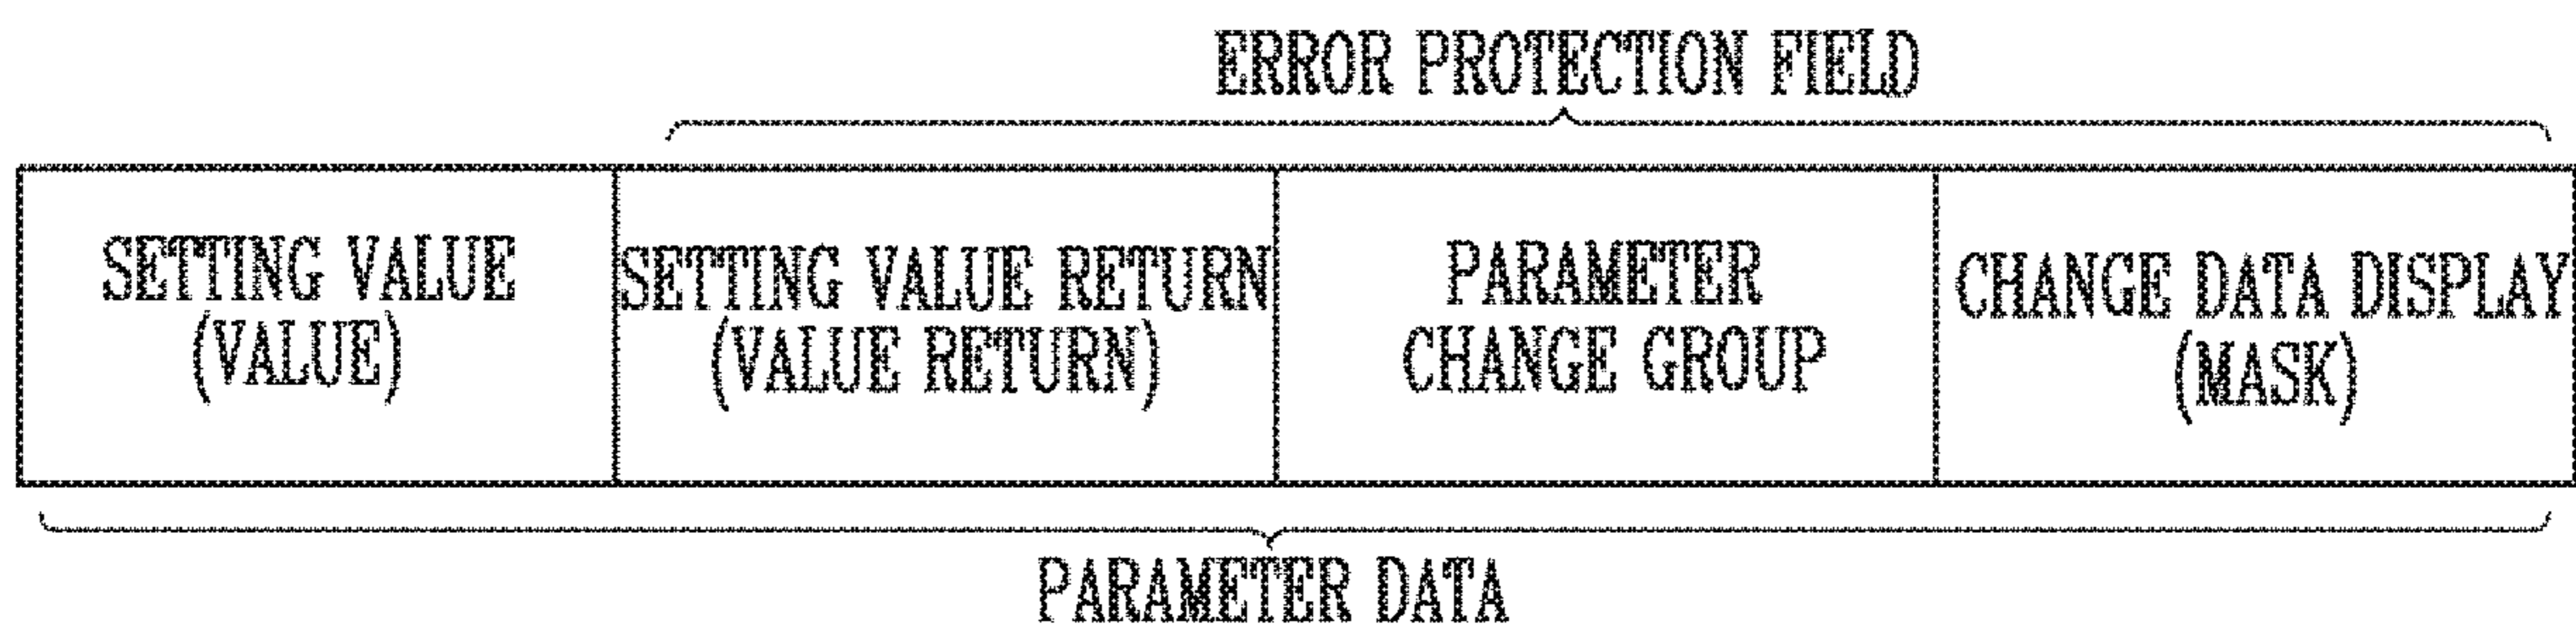 ERROR PROTECTION FIELD
SETTING VALUE
(VALUE)
SETTING VALUE RETURN
(VALUE RETURN)
PARAMETER
CHANGE GROUP
CHANGE DATA DISPLAY
(MASK)
PARAMETER DATA